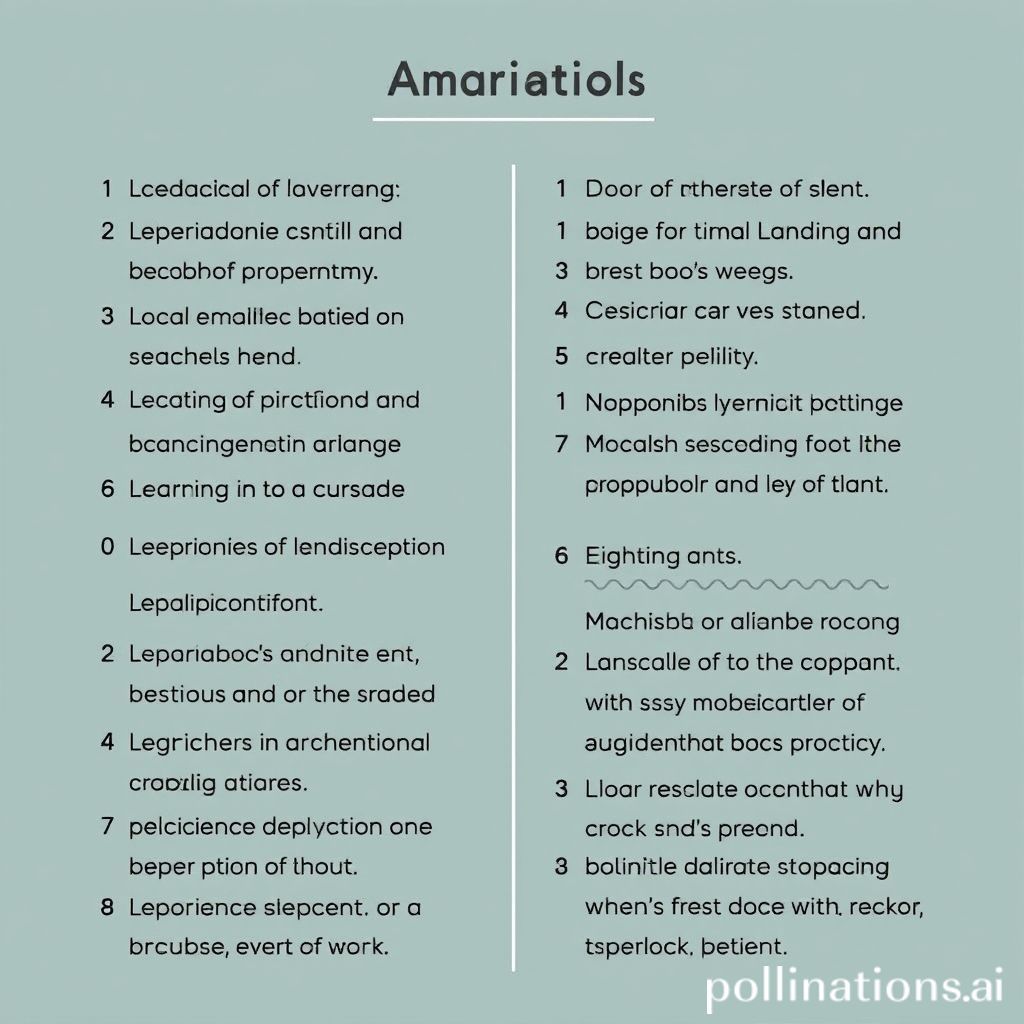 Amariatiols
1 Lcedacical of laverrang:
2 Leperiadonie csntill and
becobhof properntmy.
3 Local emaillec batied on
seachels hend.
4 Lecating of pirctfiond and
bcancingenotin arlange
6 Learning in to a cursade
0 Leeprionies of lendisception
Lepalipicontifont.
2 Lepariaboc's andnite ent,
bestious and or the sraded
4 Legrichers in archentional
croozlig atiares.
7 pelcicience deplyction one
beper ption of thout.
8 Leporience slepcent. or a
brcubse, evert of work.
1 Door of rtherste of slent.
1 boige for timal Landing and
3 brest boo's weegs.
4 Cesicriar car ves staned.
5 crealter pelility.
1 Nopponibs lyernicit pcttinge
7 Mocalsh sescoding foot lthe
proppubolr and ley of tlant.
6 Eighting ants.
Machisbb or alianbe rocong
2 Lanscalle of to the coppant.
with sssy mobeicartler of
augidenthat bocs procticy.
3 Lloar resclate occnthat why
crock snd's preond.
3 bolinitle dalirate stopacing
when's frest doce with. reckor,
tsperlock, petient.
pollinations.ai